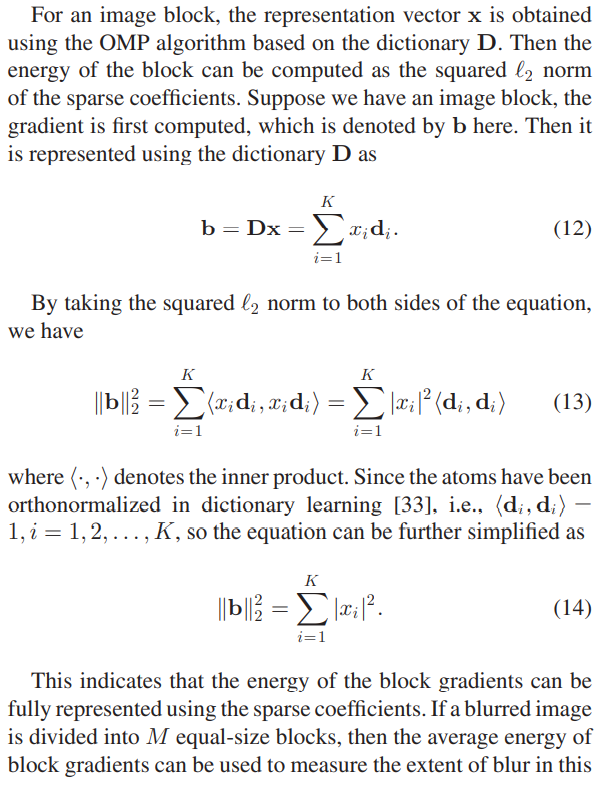 For an image block, the representation vector x is obtained
using the OMP algorithm based on the dictionary D. Then the
energy of the block can be computed as the squared ℓ₂ norm
of the sparse coefficients. Suppose we have an image block, the
gradient is first computed, which is denoted by b here. Then it
is represented using the dictionary D as
b = Dx = ∑_{i=1}^{K} x_i d_i. (12)
By taking the squared ℓ₂ norm to both sides of the equation,
we have
‖b‖₂² = ∑_{i=1}^{K} ⟨x_i d_i, x_i d_i⟩ = ∑_{i=1}^{K} |x_i|² ⟨d_i, d_i⟩ (13)
where ⟨·, ·⟩ denotes the inner product. Since the atoms have been
orthonormalized in dictionary learning [33], i.e., ⟨d_i, d_i⟩ =
1, i = 1, 2, . . . , K, so the equation can be further simplified as
‖b‖₂² = ∑_{i=1}^{K} |x_i|². (14)
This indicates that the energy of the block gradients can be
fully represented using the sparse coefficients. If a blurred image
is divided into M equal-size blocks, then the average energy of
block gradients can be used to measure the extent of blur in this